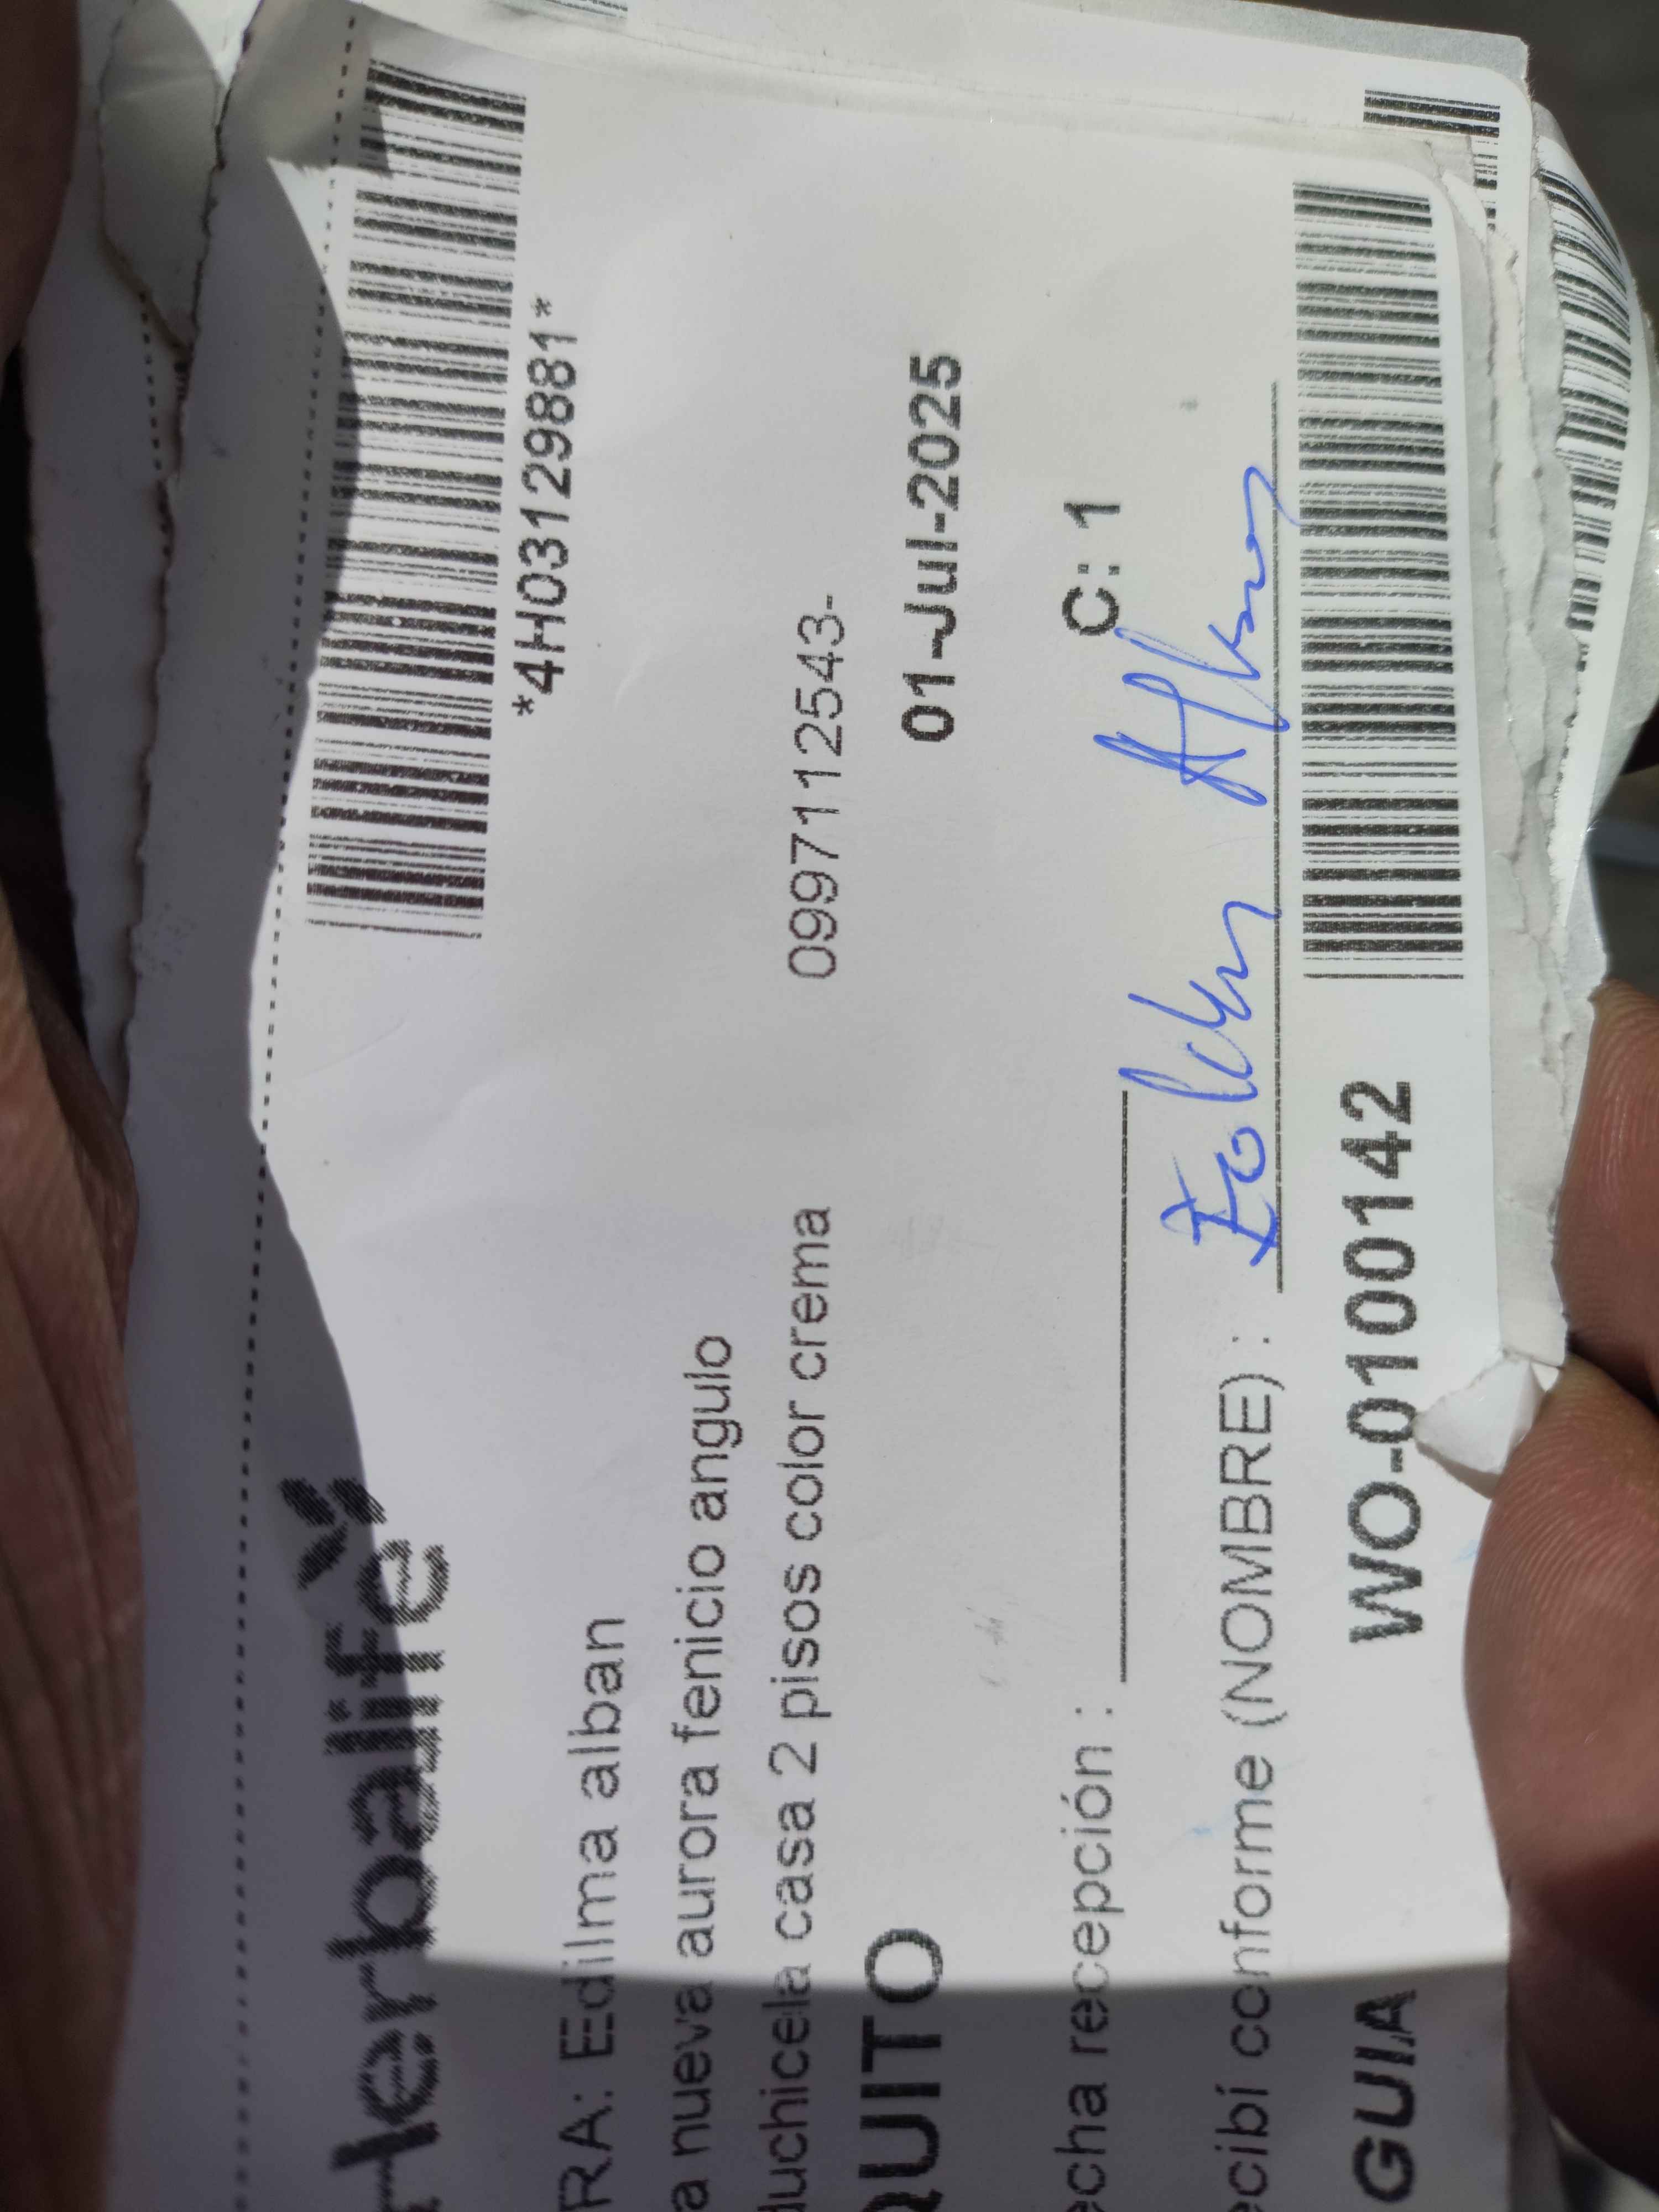 erbalife
*4H03129881*
RA: Edilma alban
a nueva aurora fenicio angulo
duchicela casa 2 pisos color crema 0997112543-
QUITO 01-Jul-2025
C: 1
echa recepción :
ecibí conforme (NOMBRE) :
GUIA WO-0100142